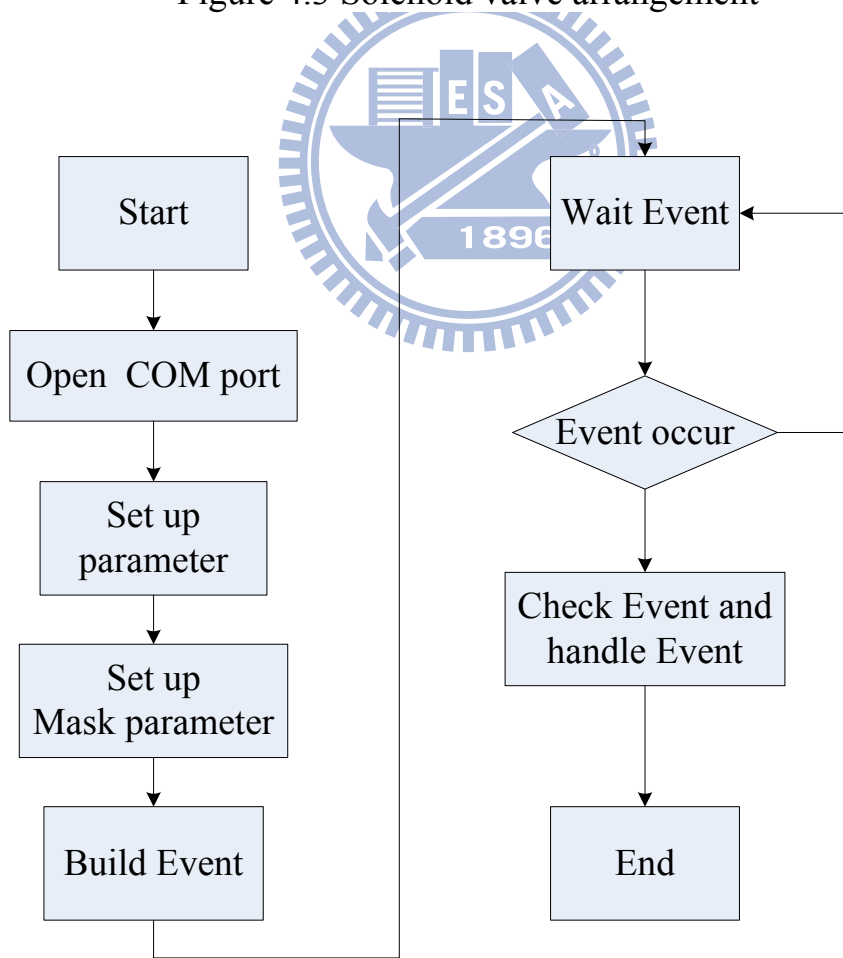 Figure 4.3 Solenoid valve arrangement
E S A
1896
Start
Open COM port
Set up
parameter
Set up
Mask parameter
Build Event
Wait Event
Event occur
Check Event and
handle Event
End